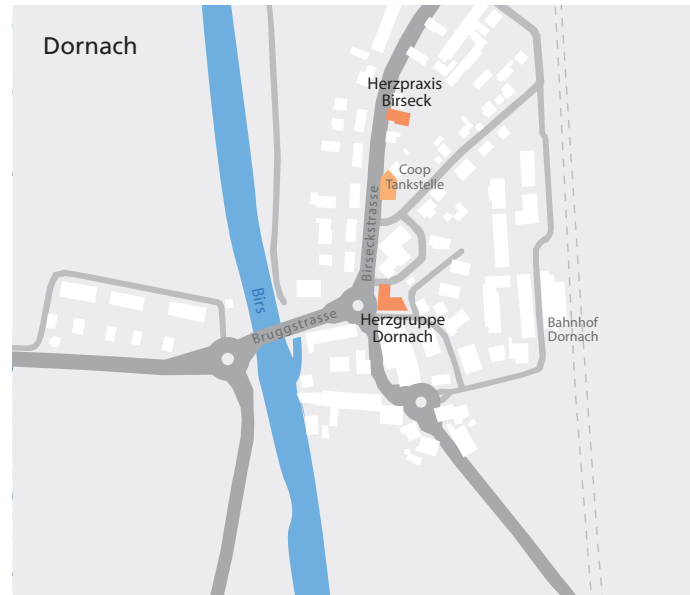 Dornach
Herzpraxis
Birseck
Coop
Tankstelle
Birseckstrasse
Birs
Bruggstrasse
Herzgruppe
Dornach
Bahnhof
Dornach